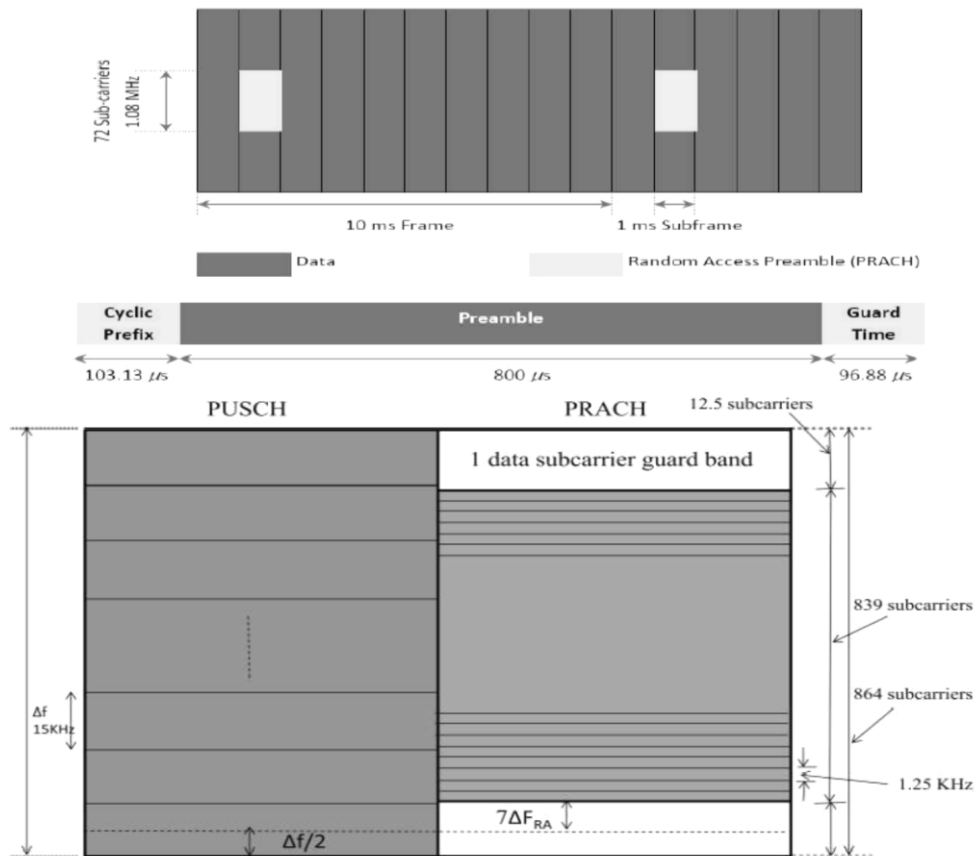 72 Sub-carriers
1.08 MHz
10 ms Frame
1 ms Subframe
Data
Random Access Preamble (PRACH)
Cyclic
Prefix
Preamble
Guard
Time
103.13 μs
800 μs
96.88 μs
PUSCH
PRACH
12.5 subcarriers
1 data subcarrier guard band
839 subcarriers
864 subcarriers
Δf
15KHz
1.25 KHz
7ΔF_RA
Δf/2